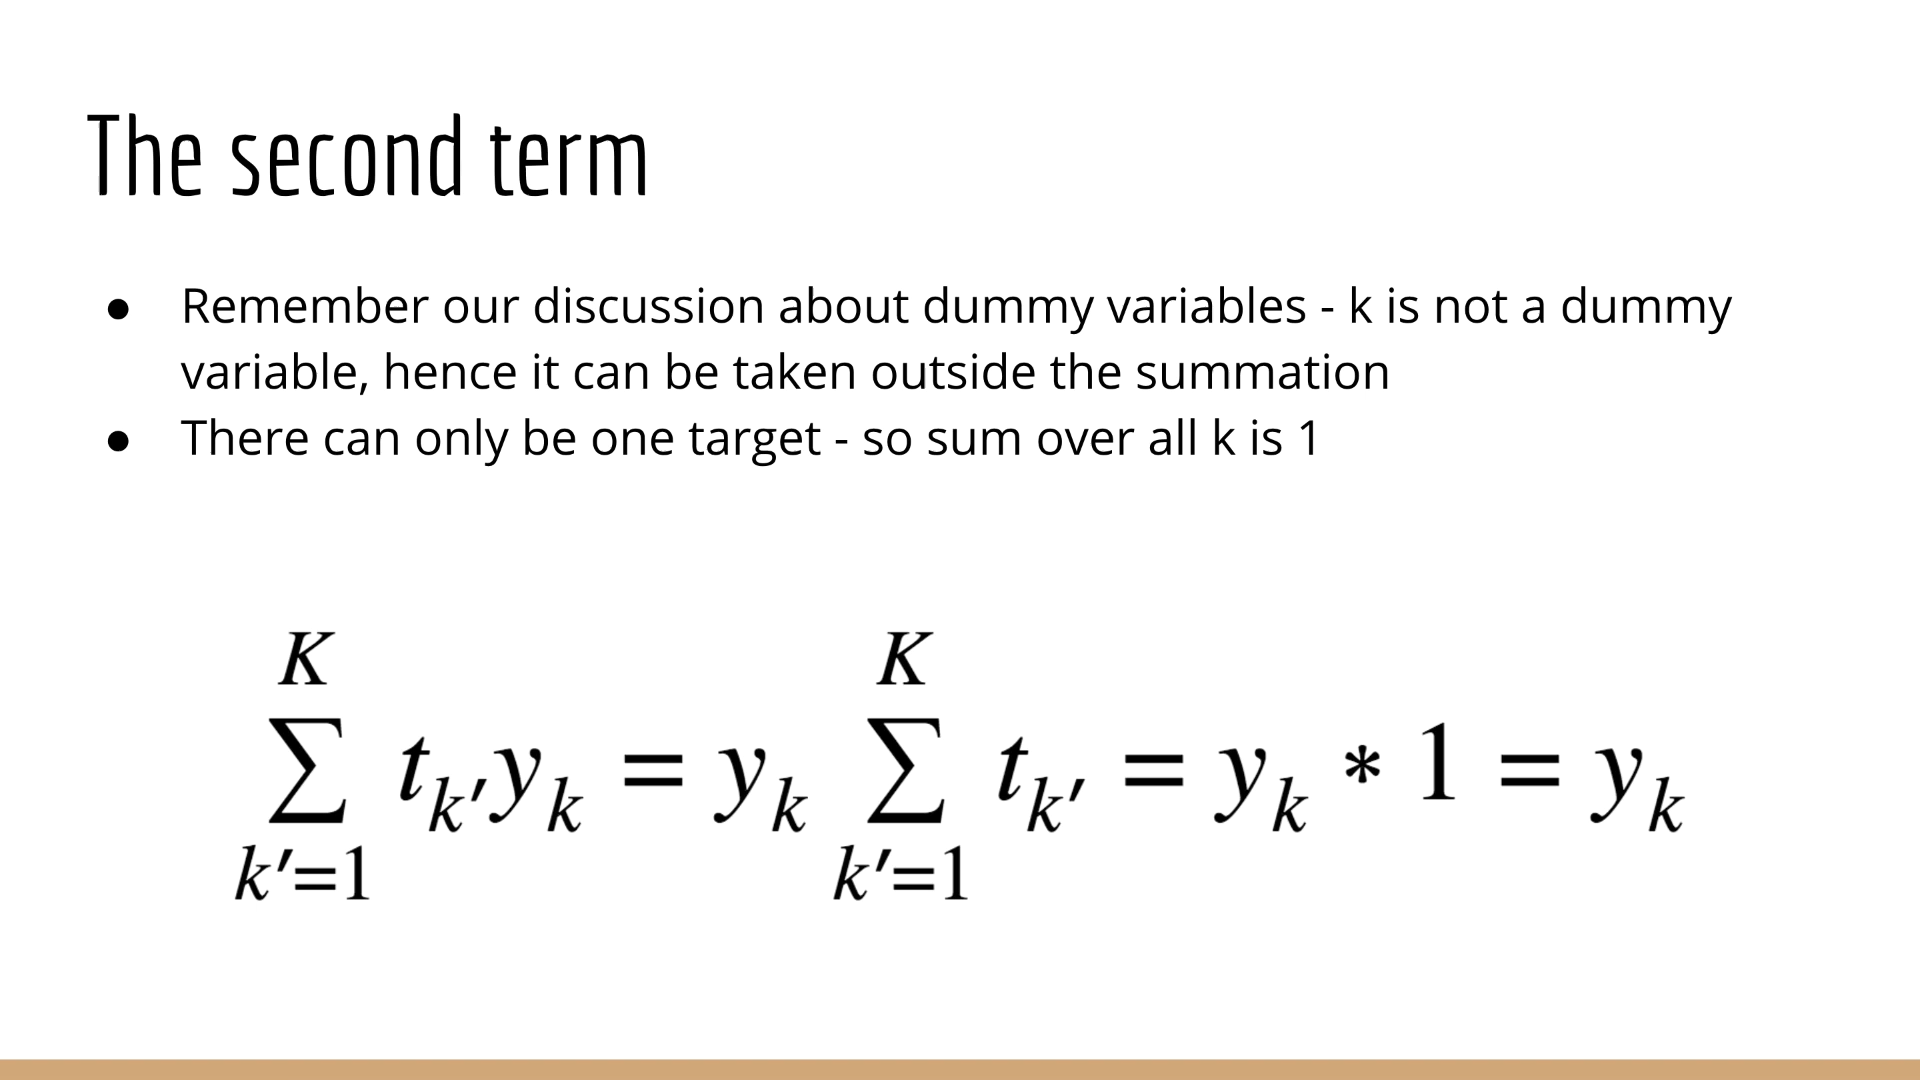 The second term
● Remember our discussion about dummy variables - k is not a dummy
variable, hence it can be taken outside the summation
● There can only be one target - so sum over all k is 1
K K
∑ t_{k′}y_k = y_k ∑ t_{k′} = y_k * 1 = y_k
k′=1 k′=1